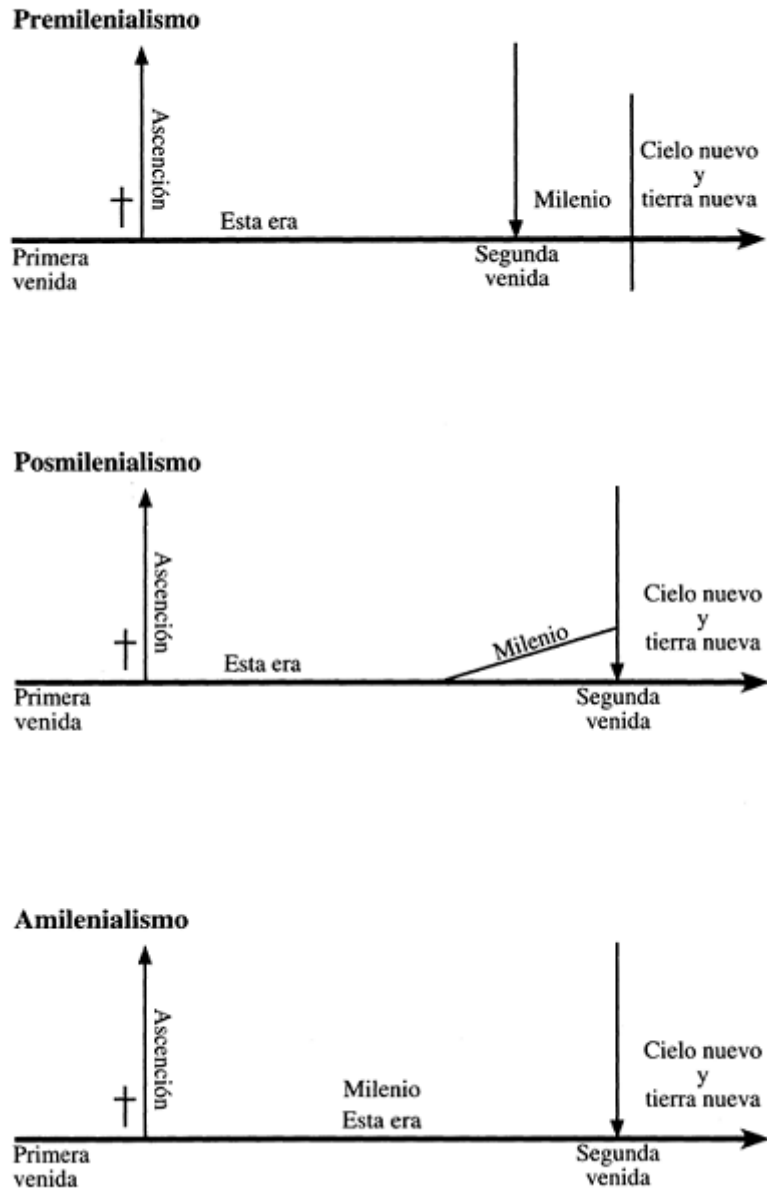 Premilenialismo
Ascención
Esta era
Milenio
Cielo nuevo
y
tierra nueva
Primera
venida
Segunda
venida
Posmilenialismo
Ascención
Esta era
Milenio
Cielo nuevo
y
tierra nueva
Primera
venida
Segunda
venida
Amilenialismo
Ascención
Milenio
Esta era
Cielo nuevo
y
tierra nueva
Primera
venida
Segunda
venida